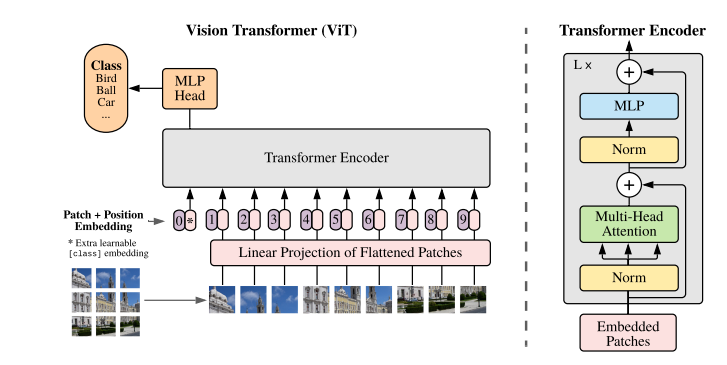 Vision Transformer (ViT)
Class
Bird
Ball
Car
...
MLP
Head
Transformer Encoder
Patch + Position
Embedding
* Extra learnable
[class] embedding
0 * 1 2 3 4 5 6 7 8 9
Linear Projection of Flattened Patches
Transformer Encoder
L x
+
MLP
Norm
+
Multi-Head
Attention
Norm
Embedded
Patches